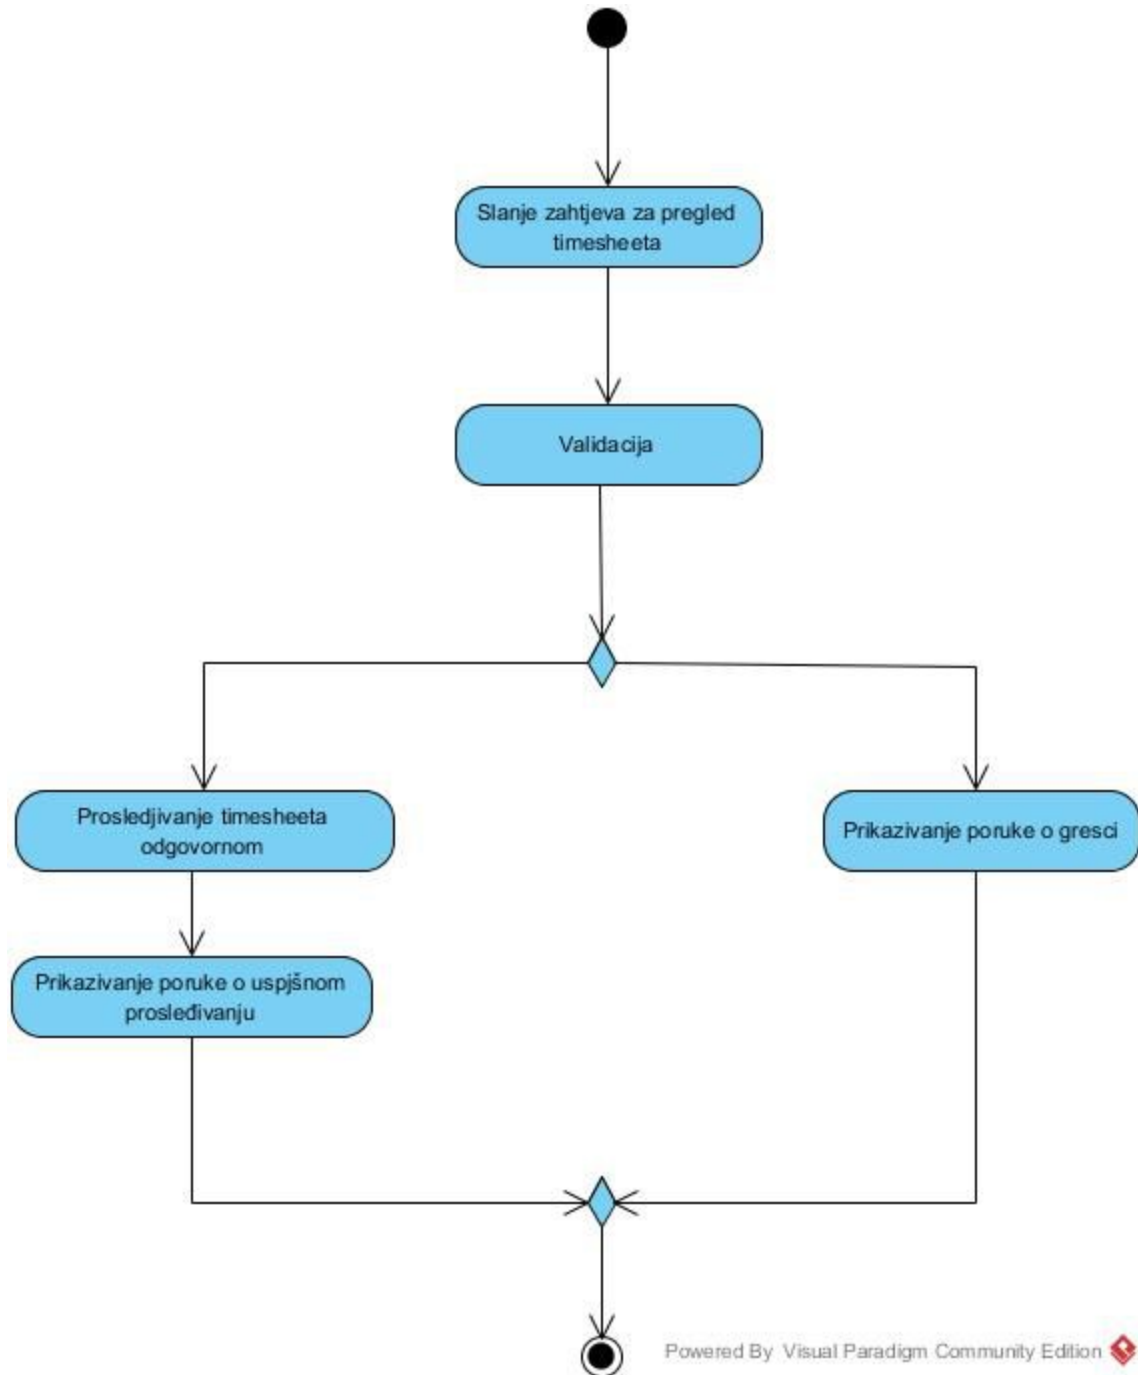 Slanje zahtjeva za pregled
timesheeta
Validacija
Prosledjivanje timesheeta
odgovornom
Prikazivanje poruke o gresci
Prikazivanje poruke o uspjšnom
prosleđivanju
Powered By Visual Paradigm Community Edition